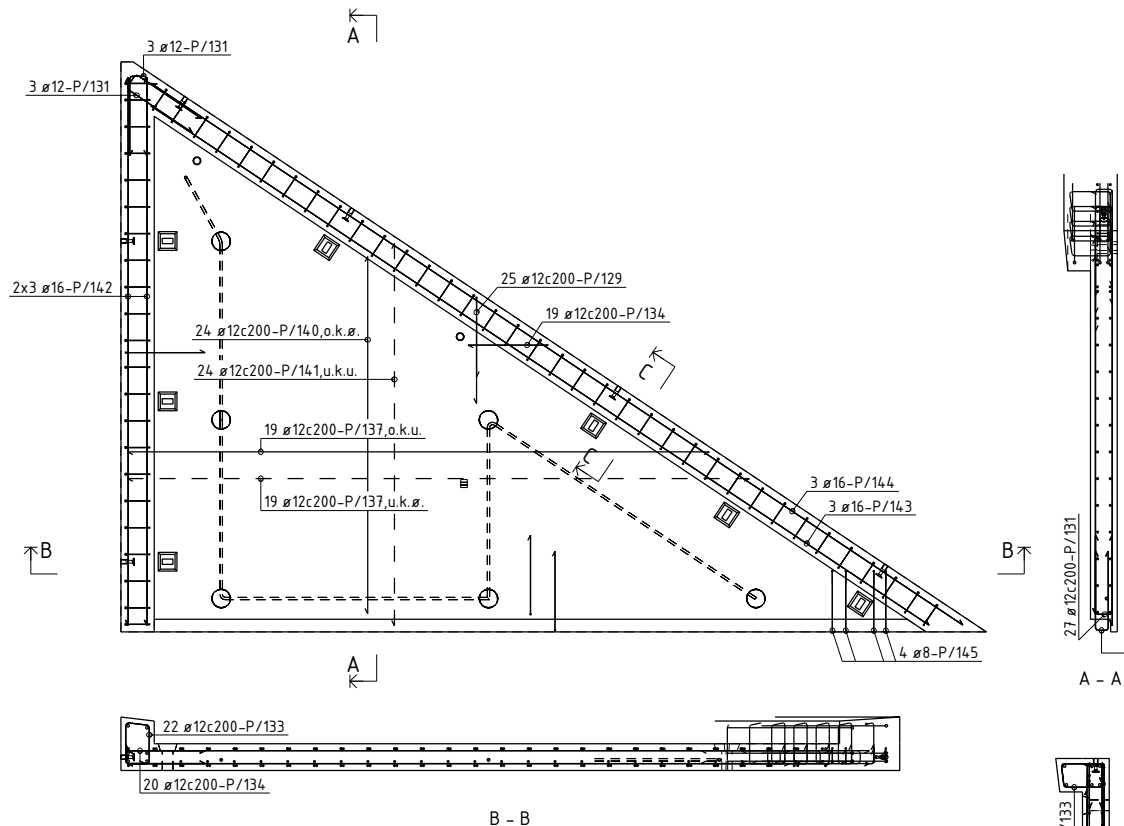 A
3 ø12-P/131
3 ø12-P/131
2x3 ø16-P/142
25 ø12c200-P/129
19 ø12c200-P/134
24 ø12c200-P/140,o.k.ø.
24 ø12c200-P/141,u.k.u.
C
19 ø12c200-P/137,o.k.u.
C
19 ø12c200-P/137,u.k.ø.
3 ø16-P/144
3 ø16-P/143
B
B
27 ø12c200-P/131
4 ø8-P/145
A
A - A
22 ø12c200-P/133
20 ø12c200-P/134
B - B
/133